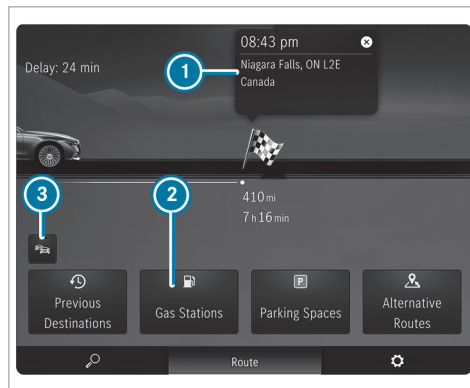 08:43 pm
Delay: 24 min
Niagara Falls, ON L2E
Canada
1
410 mi
7 h 16 min
3
2
P
Previous
Destinations
Gas Stations
Parking Spaces
Alternative
Routes
Route